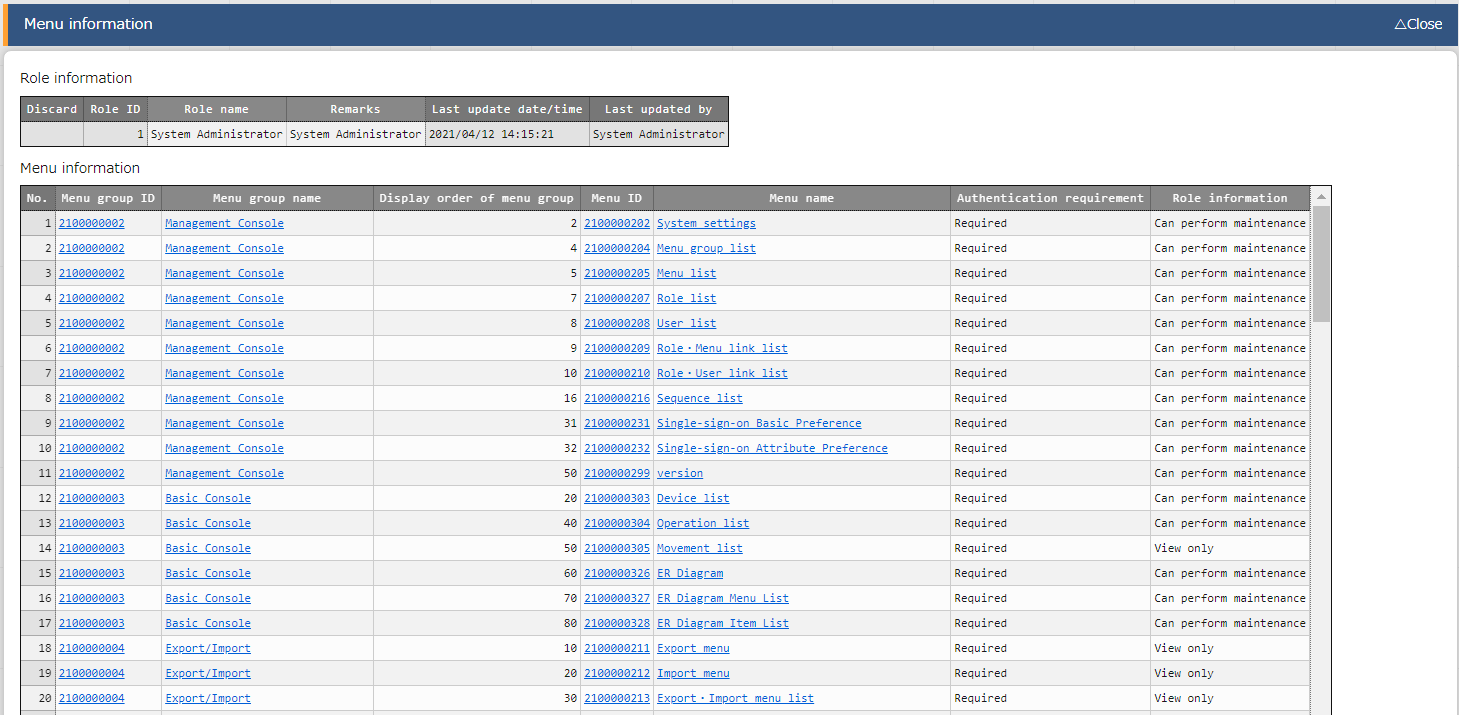 Menu information △Close
Role information
Discard Role ID Role name Remarks Last update date/time Last updated by
1 System Administrator System Administrator 2021/04/12 14:15:21 System Administrator
Menu information
No. Menu group ID Menu group name Display order of menu group Menu ID Menu name Authentication requirement Role information
1 2100000002 Management Console 2 2100000202 System settings Required Can perform maintenance
2 2100000002 Management Console 4 2100000204 Menu group list Required Can perform maintenance
3 2100000002 Management Console 5 2100000205 Menu list Required Can perform maintenance
4 2100000002 Management Console 7 2100000207 Role list Required Can perform maintenance
5 2100000002 Management Console 8 2100000208 User list Required Can perform maintenance
6 2100000002 Management Console 9 2100000209 Role・Menu link list Required Can perform maintenance
7 2100000002 Management Console 10 2100000210 Role・User link list Required Can perform maintenance
8 2100000002 Management Console 16 2100000216 Sequence list Required Can perform maintenance
9 2100000002 Management Console 31 2100000231 Single-sign-on Basic Preference Required Can perform maintenance
10 2100000002 Management Console 32 2100000232 Single-sign-on Attribute Preference Required Can perform maintenance
11 2100000002 Management Console 50 2100000299 version Required Can perform maintenance
12 2100000003 Basic Console 20 2100000303 Device list Required Can perform maintenance
13 2100000003 Basic Console 40 2100000304 Operation list Required Can perform maintenance
14 2100000003 Basic Console 50 2100000305 Movement list Required View only
15 2100000003 Basic Console 60 2100000326 ER Diagram Required Can perform maintenance
16 2100000003 Basic Console 70 2100000327 ER Diagram Menu List Required Can perform maintenance
17 2100000003 Basic Console 80 2100000328 ER Diagram Item List Required Can perform maintenance
18 2100000004 Export/Import 10 2100000211 Export menu Required View only
19 2100000004 Export/Import 20 2100000212 Import menu Required View only
20 2100000004 Export/Import 30 2100000213 Export・Import menu list Required View only